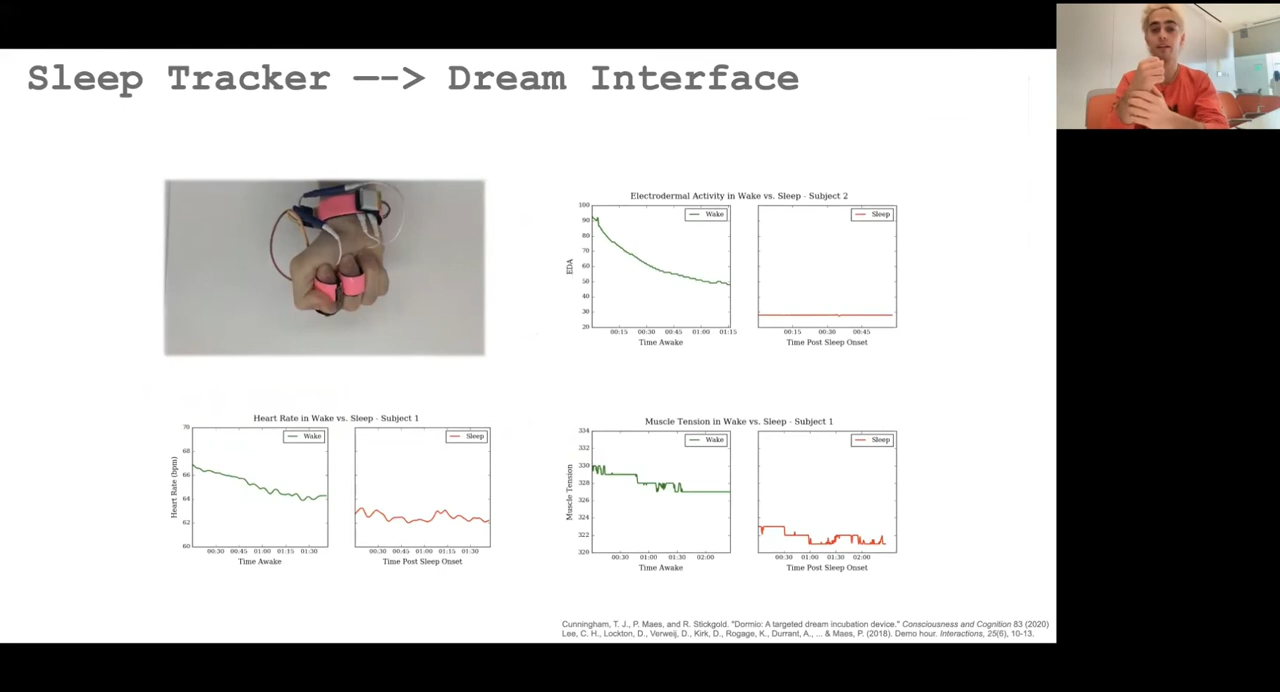 Sleep Tracker ––> Dream Interface
Electrodermal Activity in Wake vs. Sleep - Subject 2
100
90
80
70
60
50
40
30
20
EDA
Wake
00:15 00:30 00:45 01:00 01:15
Time Awake
Sleep
00:15 00:30 00:45
Time Post Sleep Onset
Heart Rate in Wake vs. Sleep - Subject 1
70
68
66
64
62
60
Heart Rate (bpm)
Wake
00:30 00:45 01:00 01:15 01:30
Time Awake
Sleep
00:30 00:45 01:00 01:15 01:30
Time Post Sleep Onset
Muscle Tension in Wake vs. Sleep - Subject 1
334
332
330
328
326
324
322
320
Muscle Tension
Wake
00:30 01:00 01:30 02:00
Time Awake
Sleep
00:30 01:00 01:30 02:00
Time Post Sleep Onset
Cunningham, T. J., P. Maes, and R. Stickgold. "Dormio: A targeted dream incubation device." Consciousness and Cognition 83 (2020)
Lee, C. H., Lockton, D., Verweij, D., Kirk, D., Rogage, K., Durrant, A., ... & Maes, P. (2018). Demo hour. Interactions, 25(6), 10-13.